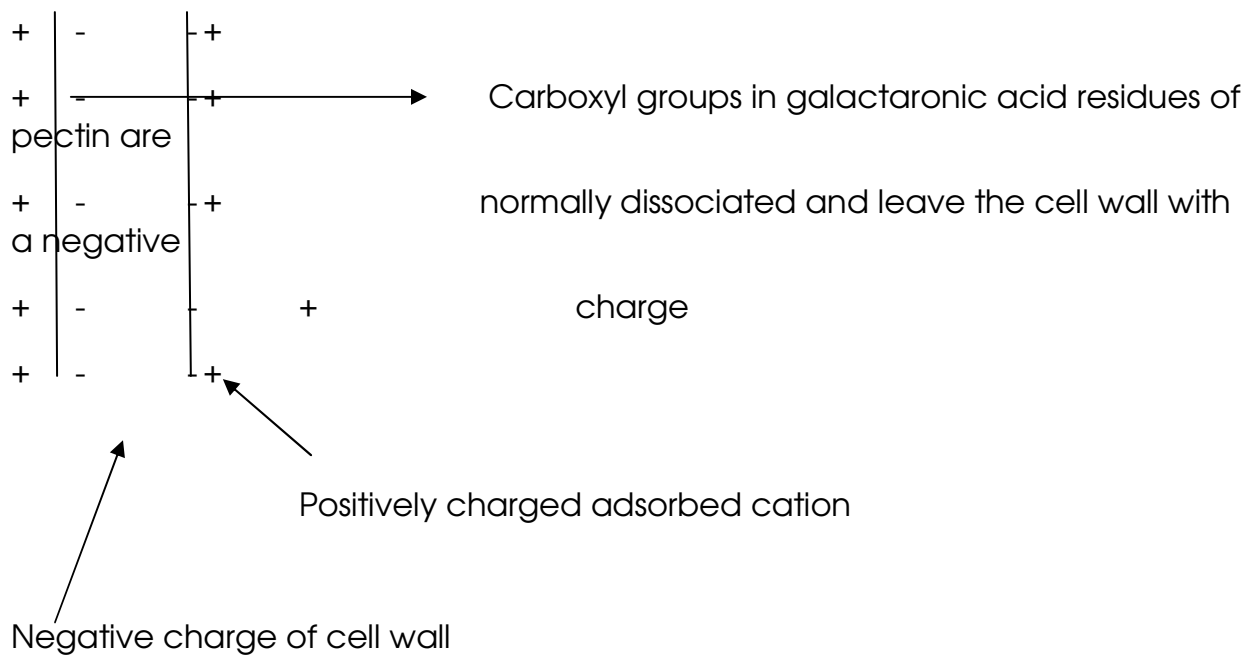 + - - +
+ - - + Carboxyl groups in galactaronic acid residues of
pectin are
+ - - + normally dissociated and leave the cell wall with
a negative
+ - - + charge
+ - - +
Positively charged adsorbed cation
Negative charge of cell wall